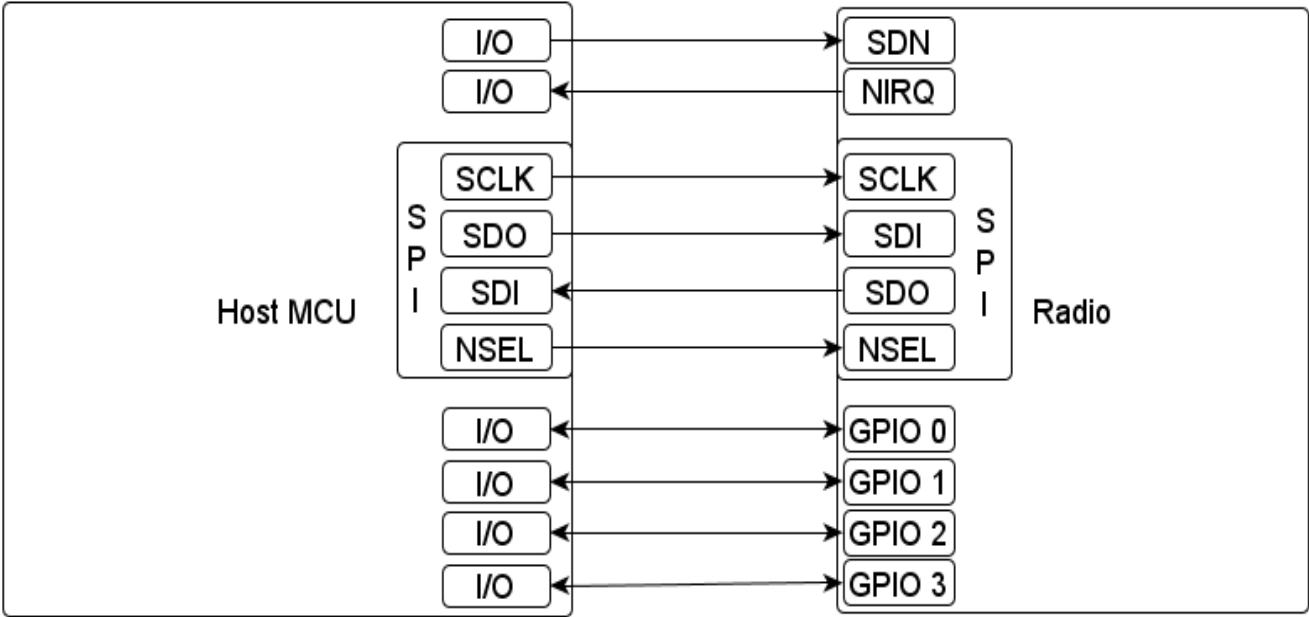 I/O
SDN
I/O
NIRQ
SCLK
SCLK
SDO
SDI
SDI
SDO
NSEL
NSEL
S
P
I
S
P
I
Host MCU
Radio
I/O
GPIO 0
I/O
GPIO 1
I/O
GPIO 2
I/O
GPIO 3